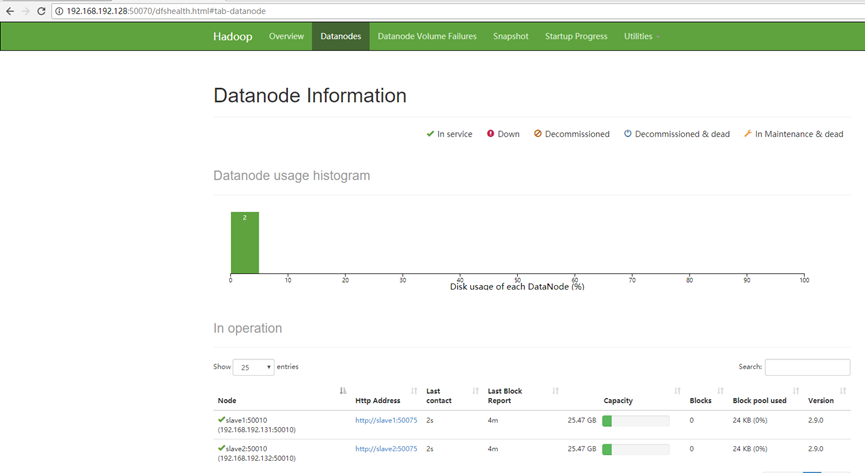 192.168.192.128:50070/dfshealth.html#tab-datanode
Hadoop Overview Datanodes Datanode Volume Failures Snapshot Startup Progress Utilities
Datanode Information
In service Down Decommissioned Decommissioned & dead In Maintenance & dead
Datanode usage histogram
2
0 10 20 30 40 50 60 70 80 90 100
Disk usage of each DataNode (%)
In operation
Show 25 entries Search:
Node Http Address Last contact Last Block Report Capacity Blocks Block pool used Version
slave1:50010 http://slave1:50075 2s 4m 25.47 GB 0 24 KB (0%) 2.9.0
(192.168.192.131:50010)
slave2:50010 http://slave2:50075 2s 4m 25.47 GB 0 24 KB (0%) 2.9.0
(192.168.192.132:50010)